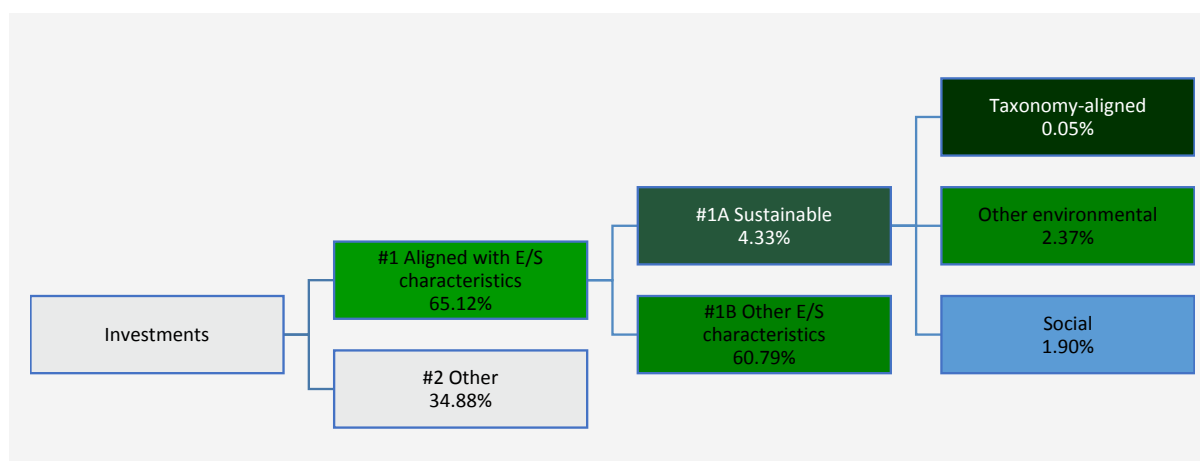 Investments
#1 Aligned with E/S
characteristics
65.12%
#2 Other
34.88%
#1A Sustainable
4.33%
#1B Other E/S
characteristics
60.79%
Taxonomy-aligned
0.05%
Other environmental
2.37%
Social
1.90%